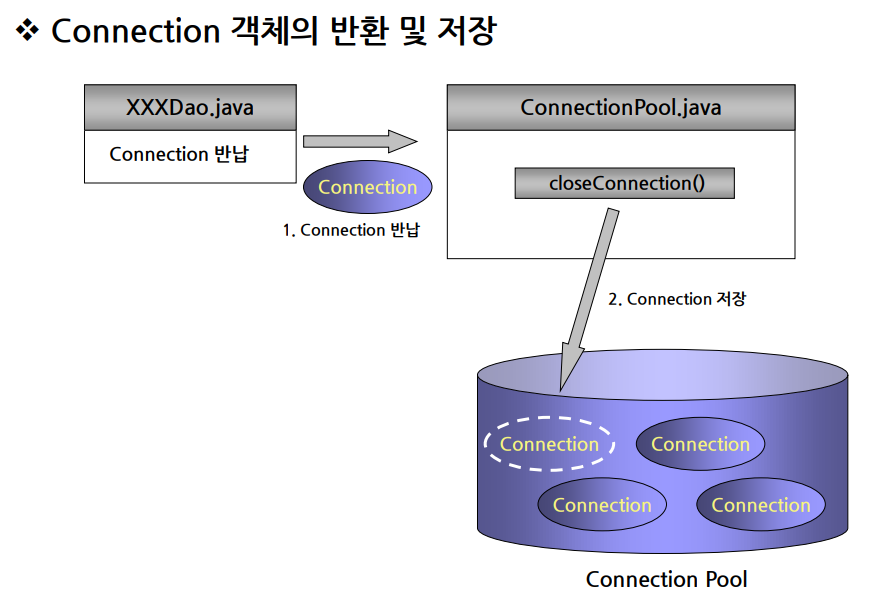 ❖ Connection 객체의 반환 및 저장
XXXDao.java
Connection 반납
Connection
1. Connection 반납
ConnectionPool.java
closeConnection()
2. Connection 저장
Connection
Connection
Connection
Connection
Connection Pool